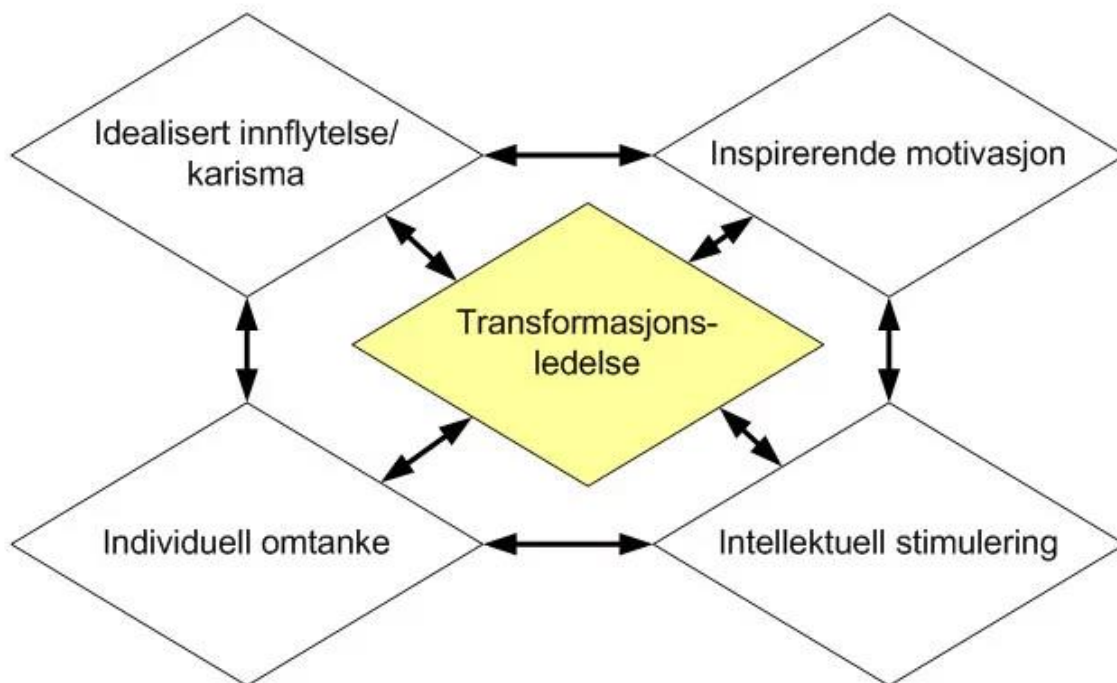 Idealisert innflytelse/
karisma
Inspirerende motivasjon
Transformasjons-
ledelse
Individuell omtanke
Intellektuell stimulering